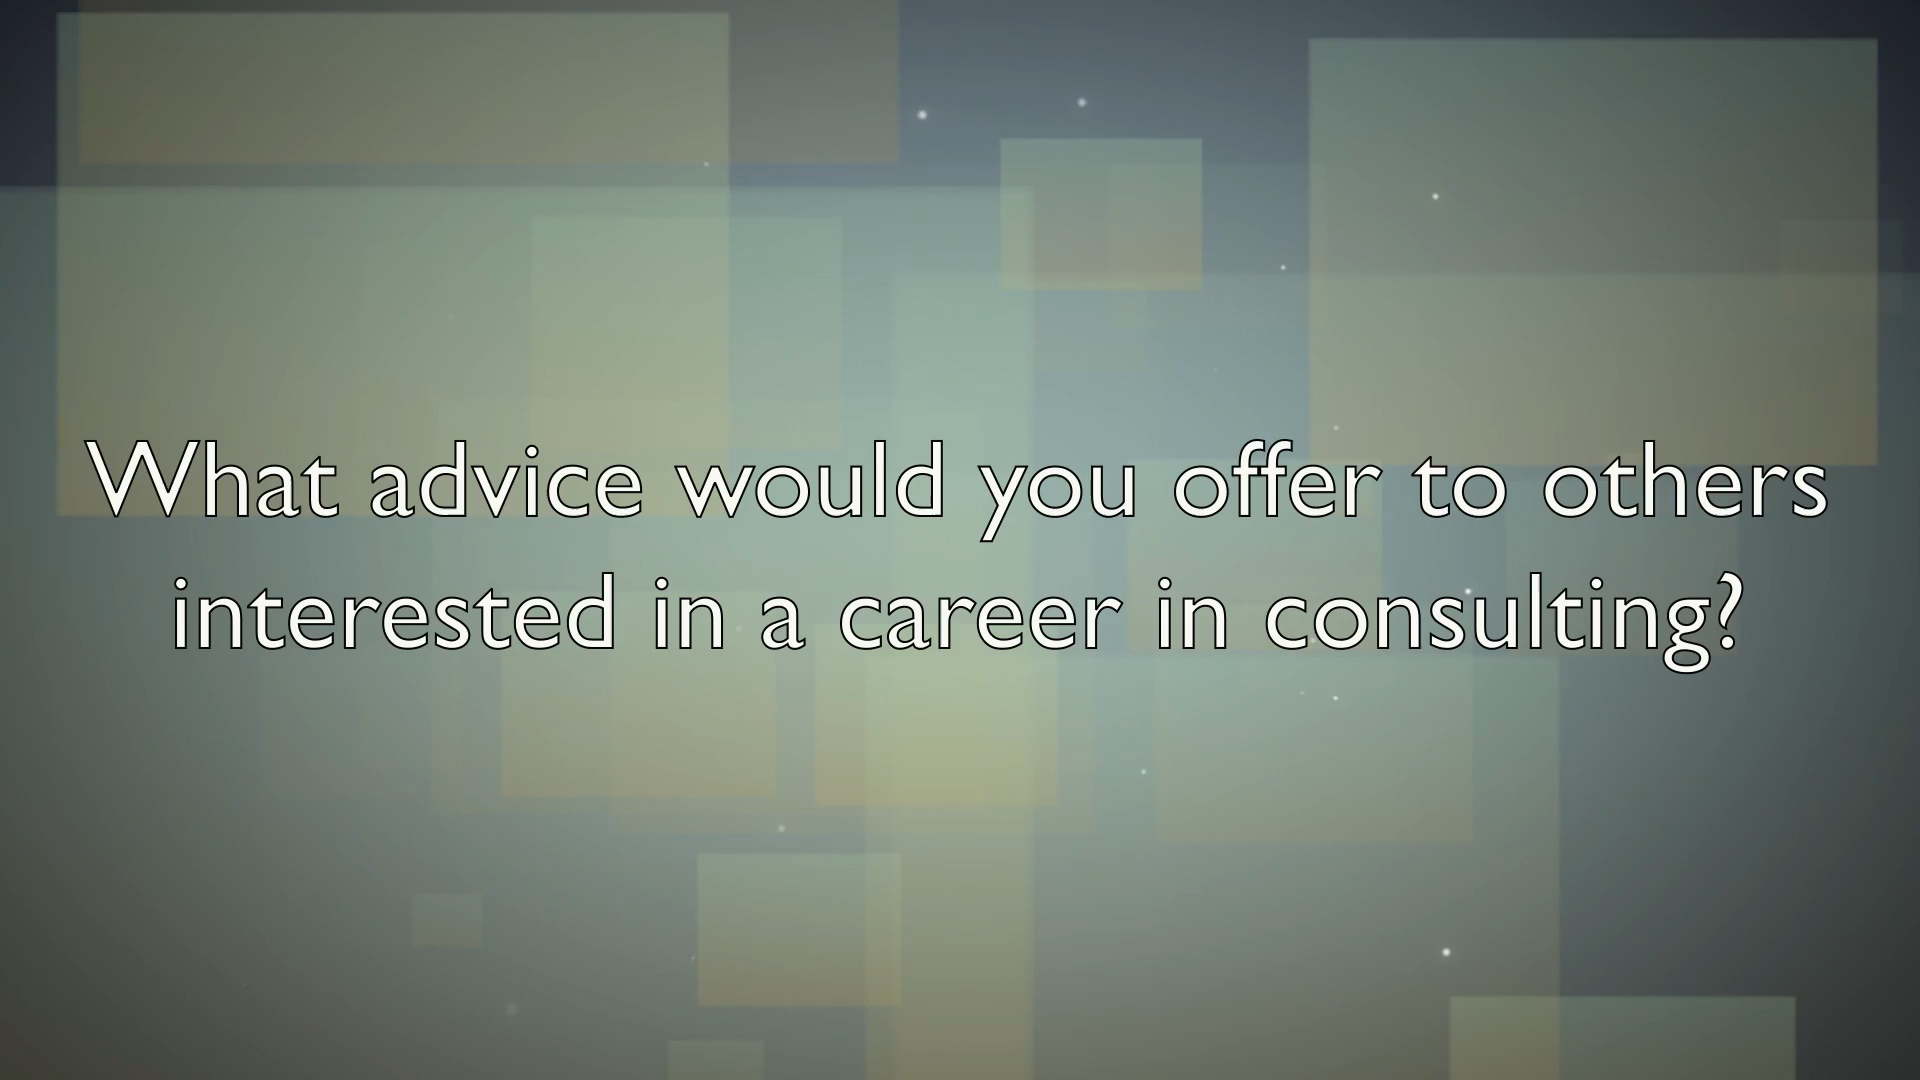 What advice would you offer to others
interested in a career in consulting?